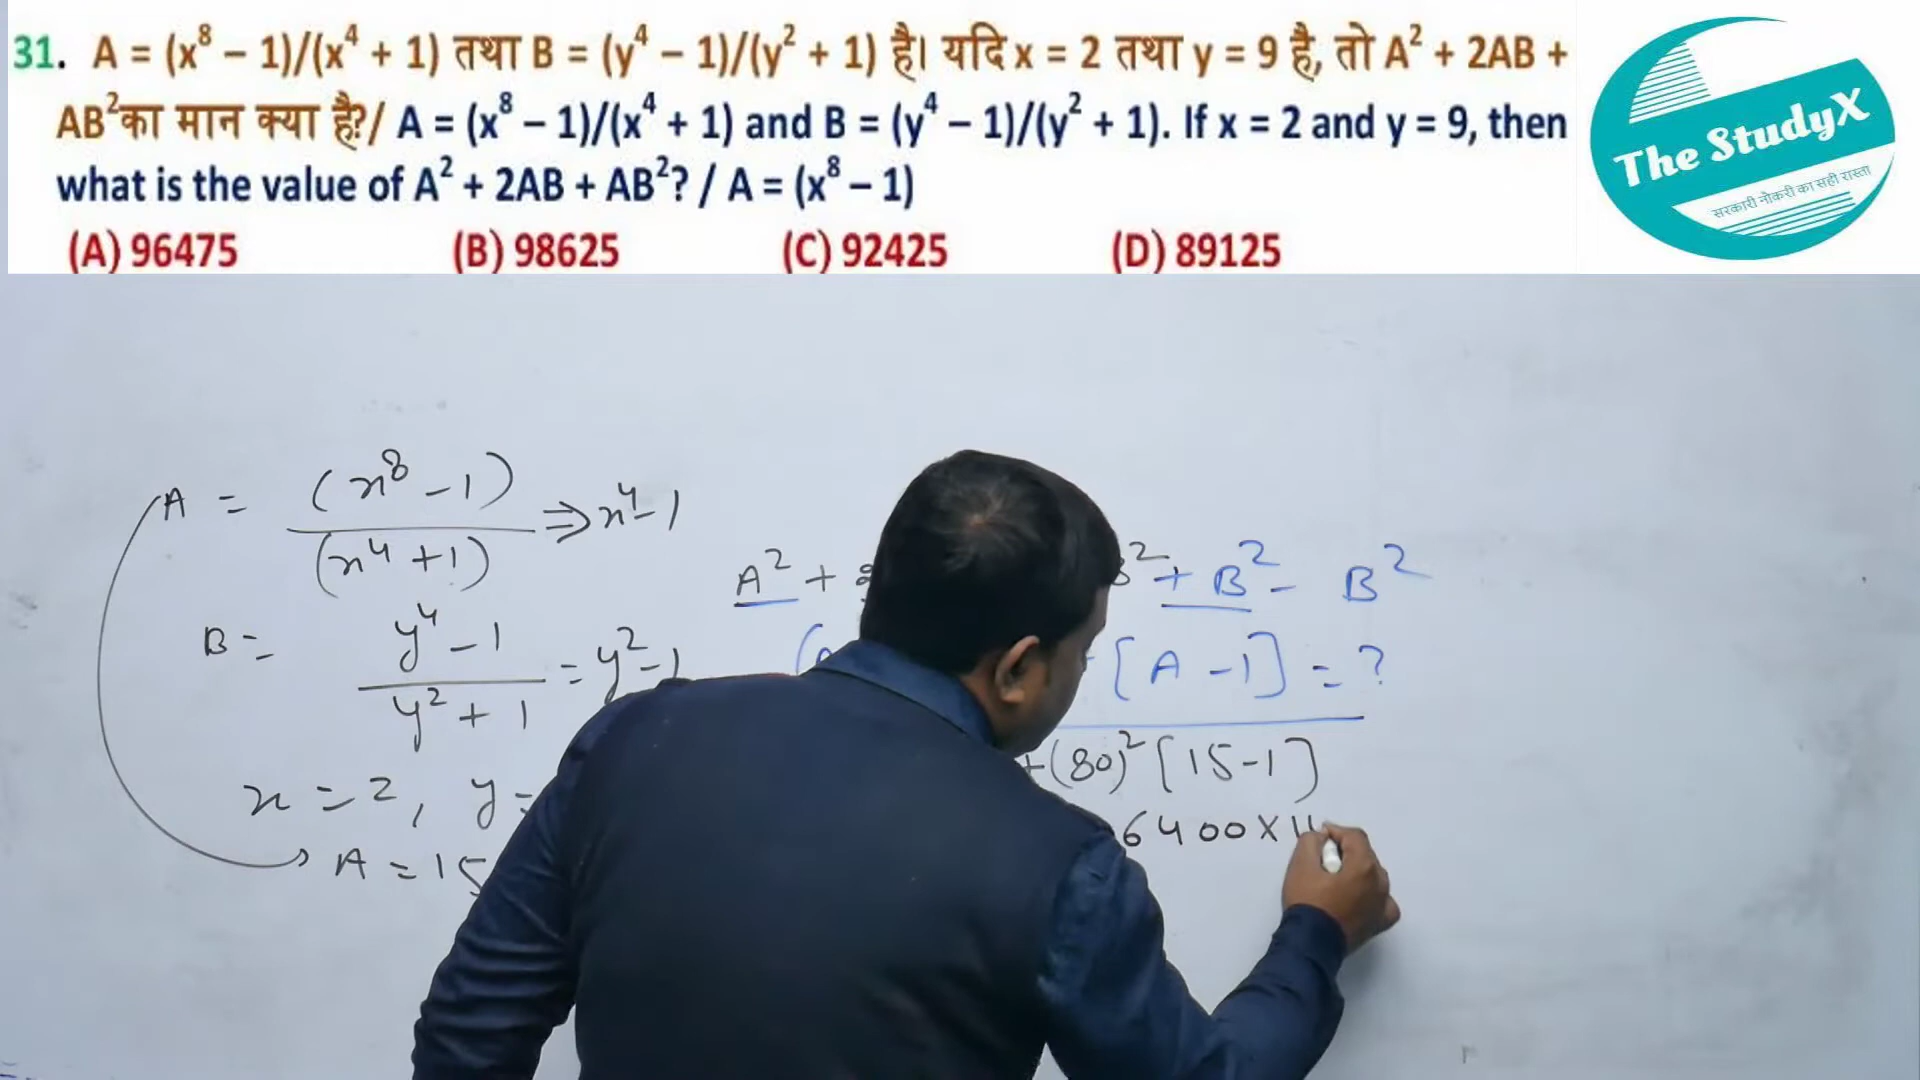 31. A = (x⁸ – 1)/(x⁴ + 1) तथा B = (y⁴ – 1)/(y² + 1) है। यदि x = 2 तथा y = 9 है, तो A² + 2AB +
AB²का मान क्या है?/ A = (x⁸ – 1)/(x⁴ + 1) and B = (y⁴ – 1)/(y² + 1). If x = 2 and y = 9, then
what is the value of A² + 2AB + AB²? / A = (x⁸ – 1)
(A) 96475 (B) 98625 (C) 92425 (D) 89125
The StudyX
सरकारी नौकरी का सही रास्ता
A = (x⁸ – 1) / (x⁴ + 1) ⇒ x⁴ – 1
B = y⁴ – 1 / y² + 1 = y² – 1
x = 2, y =
A = 15
A² + + B² – B²
[A – 1] = ?
+ (80)² [15 – 1]
6400 × 14